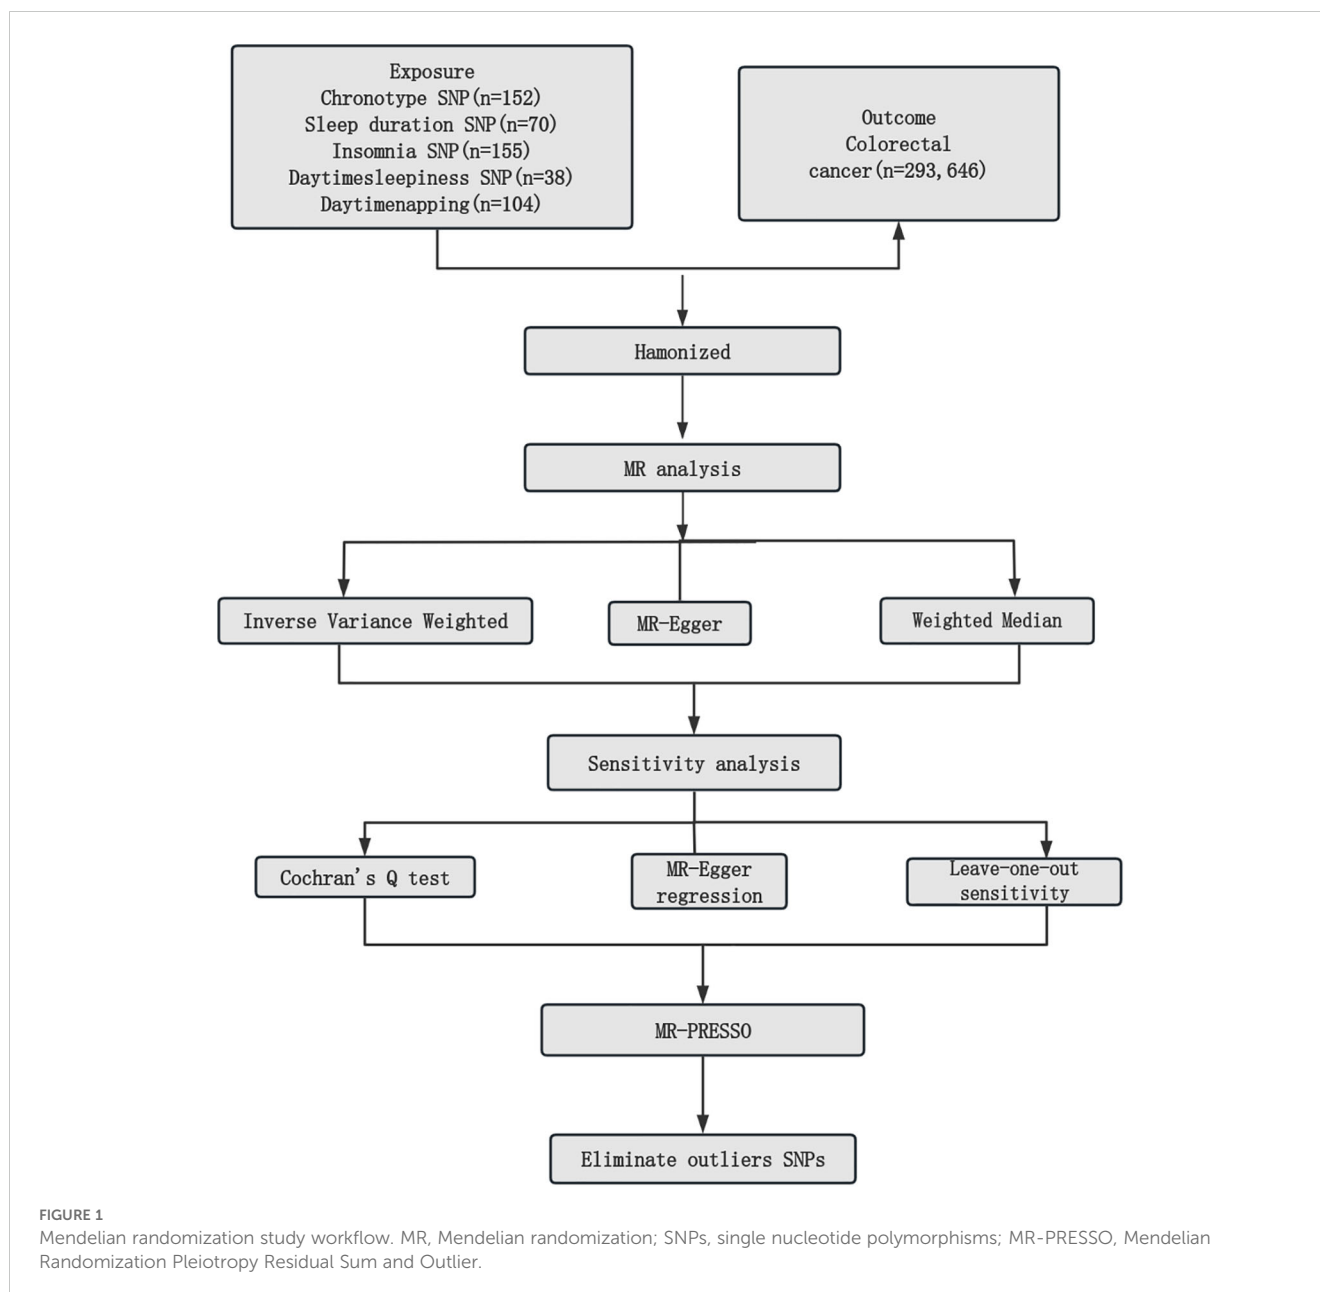 Exposure
Chronotype SNP(n=152)
Sleep duration SNP(n=70)
Insomnia SNP(n=155)
Daytimesleepiness SNP(n=38)
Daytimenapping(n=104)
Outcome
Colorectal
cancer(n=293,646)
Hamonized
MR analysis
Inverse Variance Weighted
MR-Egger
Weighted Median
Sensitivity analysis
Cochran's Q test
MR-Egger
regression
Leave-one-out
sensitivity
MR-PRESSO
Eliminate outliers SNPs
FIGURE 1
Mendelian randomization study workflow. MR, Mendelian randomization; SNPs, single nucleotide polymorphisms; MR-PRESSO, Mendelian
Randomization Pleiotropy Residual Sum and Outlier.